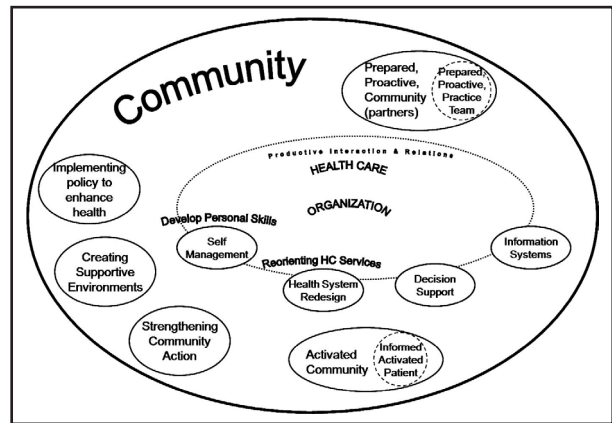 Community
Prepared,
Proactive,
Community
(partners)
Prepared,
Proactive,
Practice
Team
Productive Interaction & Relations
HEALTH CARE
ORGANIZATION
Implementing
policy to
enhance
health
Develop Personal Skills
Self
Management
Creating
Supportive
Environments
Reorienting HC Services
Health System
Redesign
Decision
Support
Information
Systems
Strengthening
Community
Action
Activated
Community
Informed
Activated
Patient